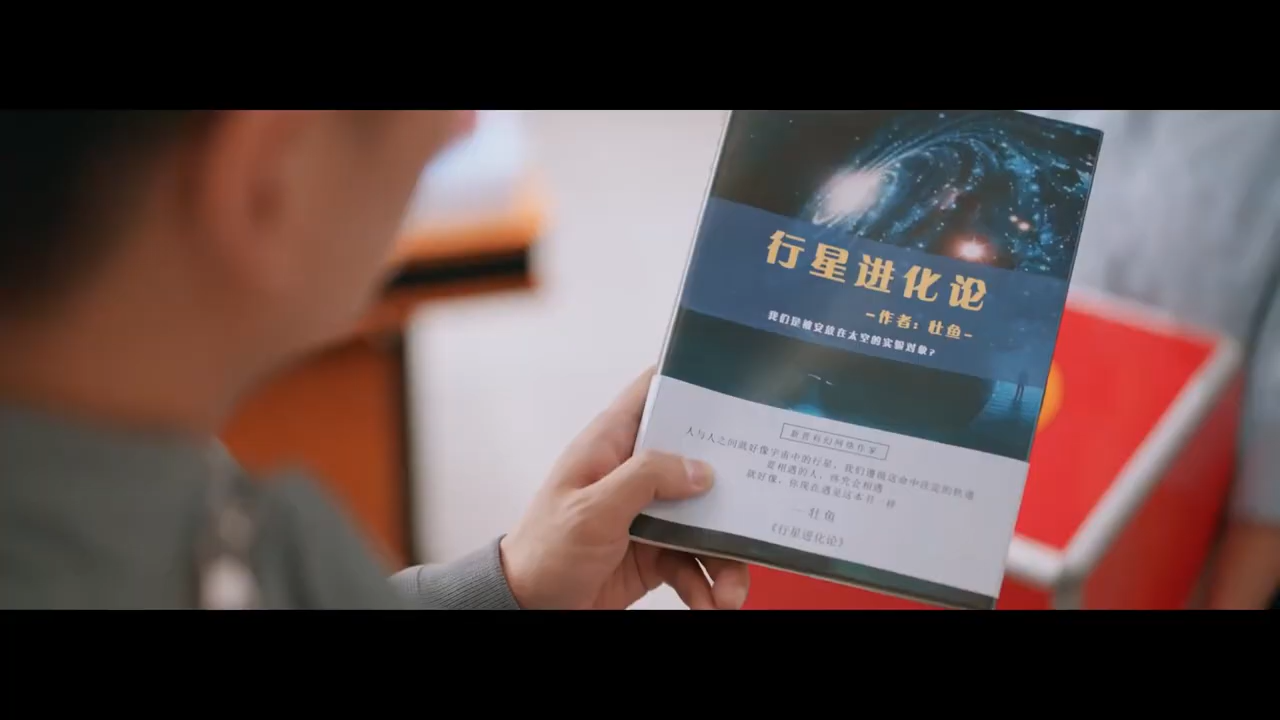 行星进化论
-作者：壮鱼-
我们是被安放在太空的实验对象？
新晋科幻网络作家
人与人之间就好像宇宙中的行星，我们遵循这命中注定的轨道
要相遇的人，终究会相遇
就好像，你现在遇见这本书一样
—壮鱼
《行星进化论》